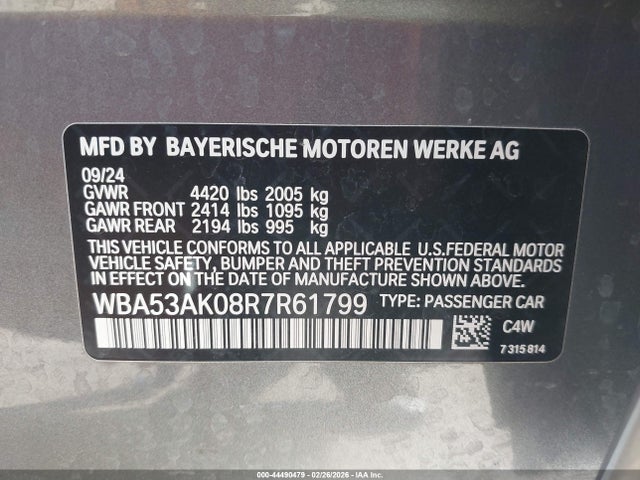 MFD BY BAYERISCHE MOTOREN WERKE AG
09/24
GVWR 4420 lbs 2005 kg
GAWR FRONT 2414 lbs 1095 kg
GAWR REAR 2194 lbs 995 kg
THIS VEHICLE CONFORMS TO ALL APPLICABLE U.S.FEDERAL MOTOR
VEHICLE SAFETY, BUMPER AND THEFT PREVENTION STANDARDS
IN EFFECT ON THE DATE OF MANUFACTURE SHOWN ABOVE.
WBA53AK08R7R61799 TYPE: PASSENGER CAR
C4W
7 315 814
000-44490479 02/26/2026 - Copyright © IAA, Inc.